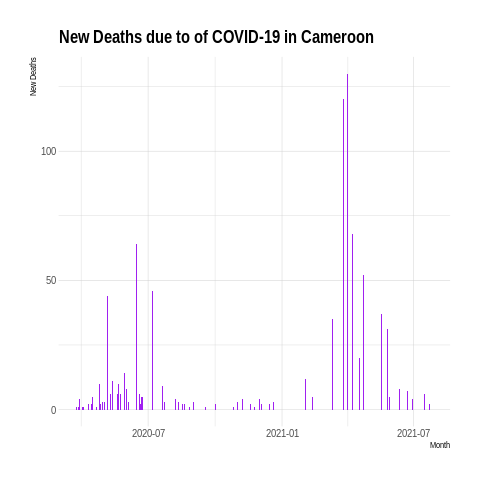 New Deaths due to of COVID-19 in Cameroon
New Deaths
100
50
0
2020-07
2021-01
2021-07
Month